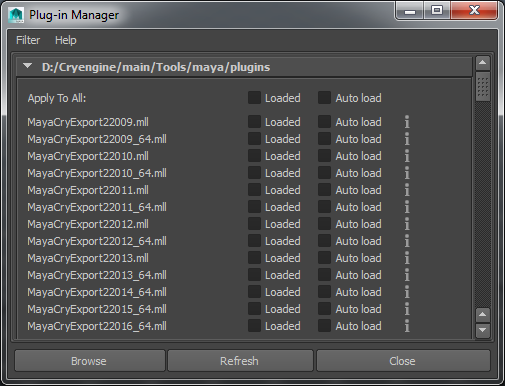 Plug-in Manager
Filter Help
D:/Cryengine/main/Tools/maya/plugins
Apply To All: Loaded Auto load
MayaCryExport22009.mll Loaded Auto load i
MayaCryExport22009_64.mll Loaded Auto load i
MayaCryExport22010.mll Loaded Auto load i
MayaCryExport22010_64.mll Loaded Auto load i
MayaCryExport22011.mll Loaded Auto load i
MayaCryExport22011_64.mll Loaded Auto load i
MayaCryExport22012.mll Loaded Auto load i
MayaCryExport22012_64.mll Loaded Auto load i
MayaCryExport22013.mll Loaded Auto load i
MayaCryExport22013_64.mll Loaded Auto load i
MayaCryExport22014_64.mll Loaded Auto load i
MayaCryExport22015_64.mll Loaded Auto load i
MayaCryExport22016_64.mll Loaded Auto load i
Browse Refresh Close